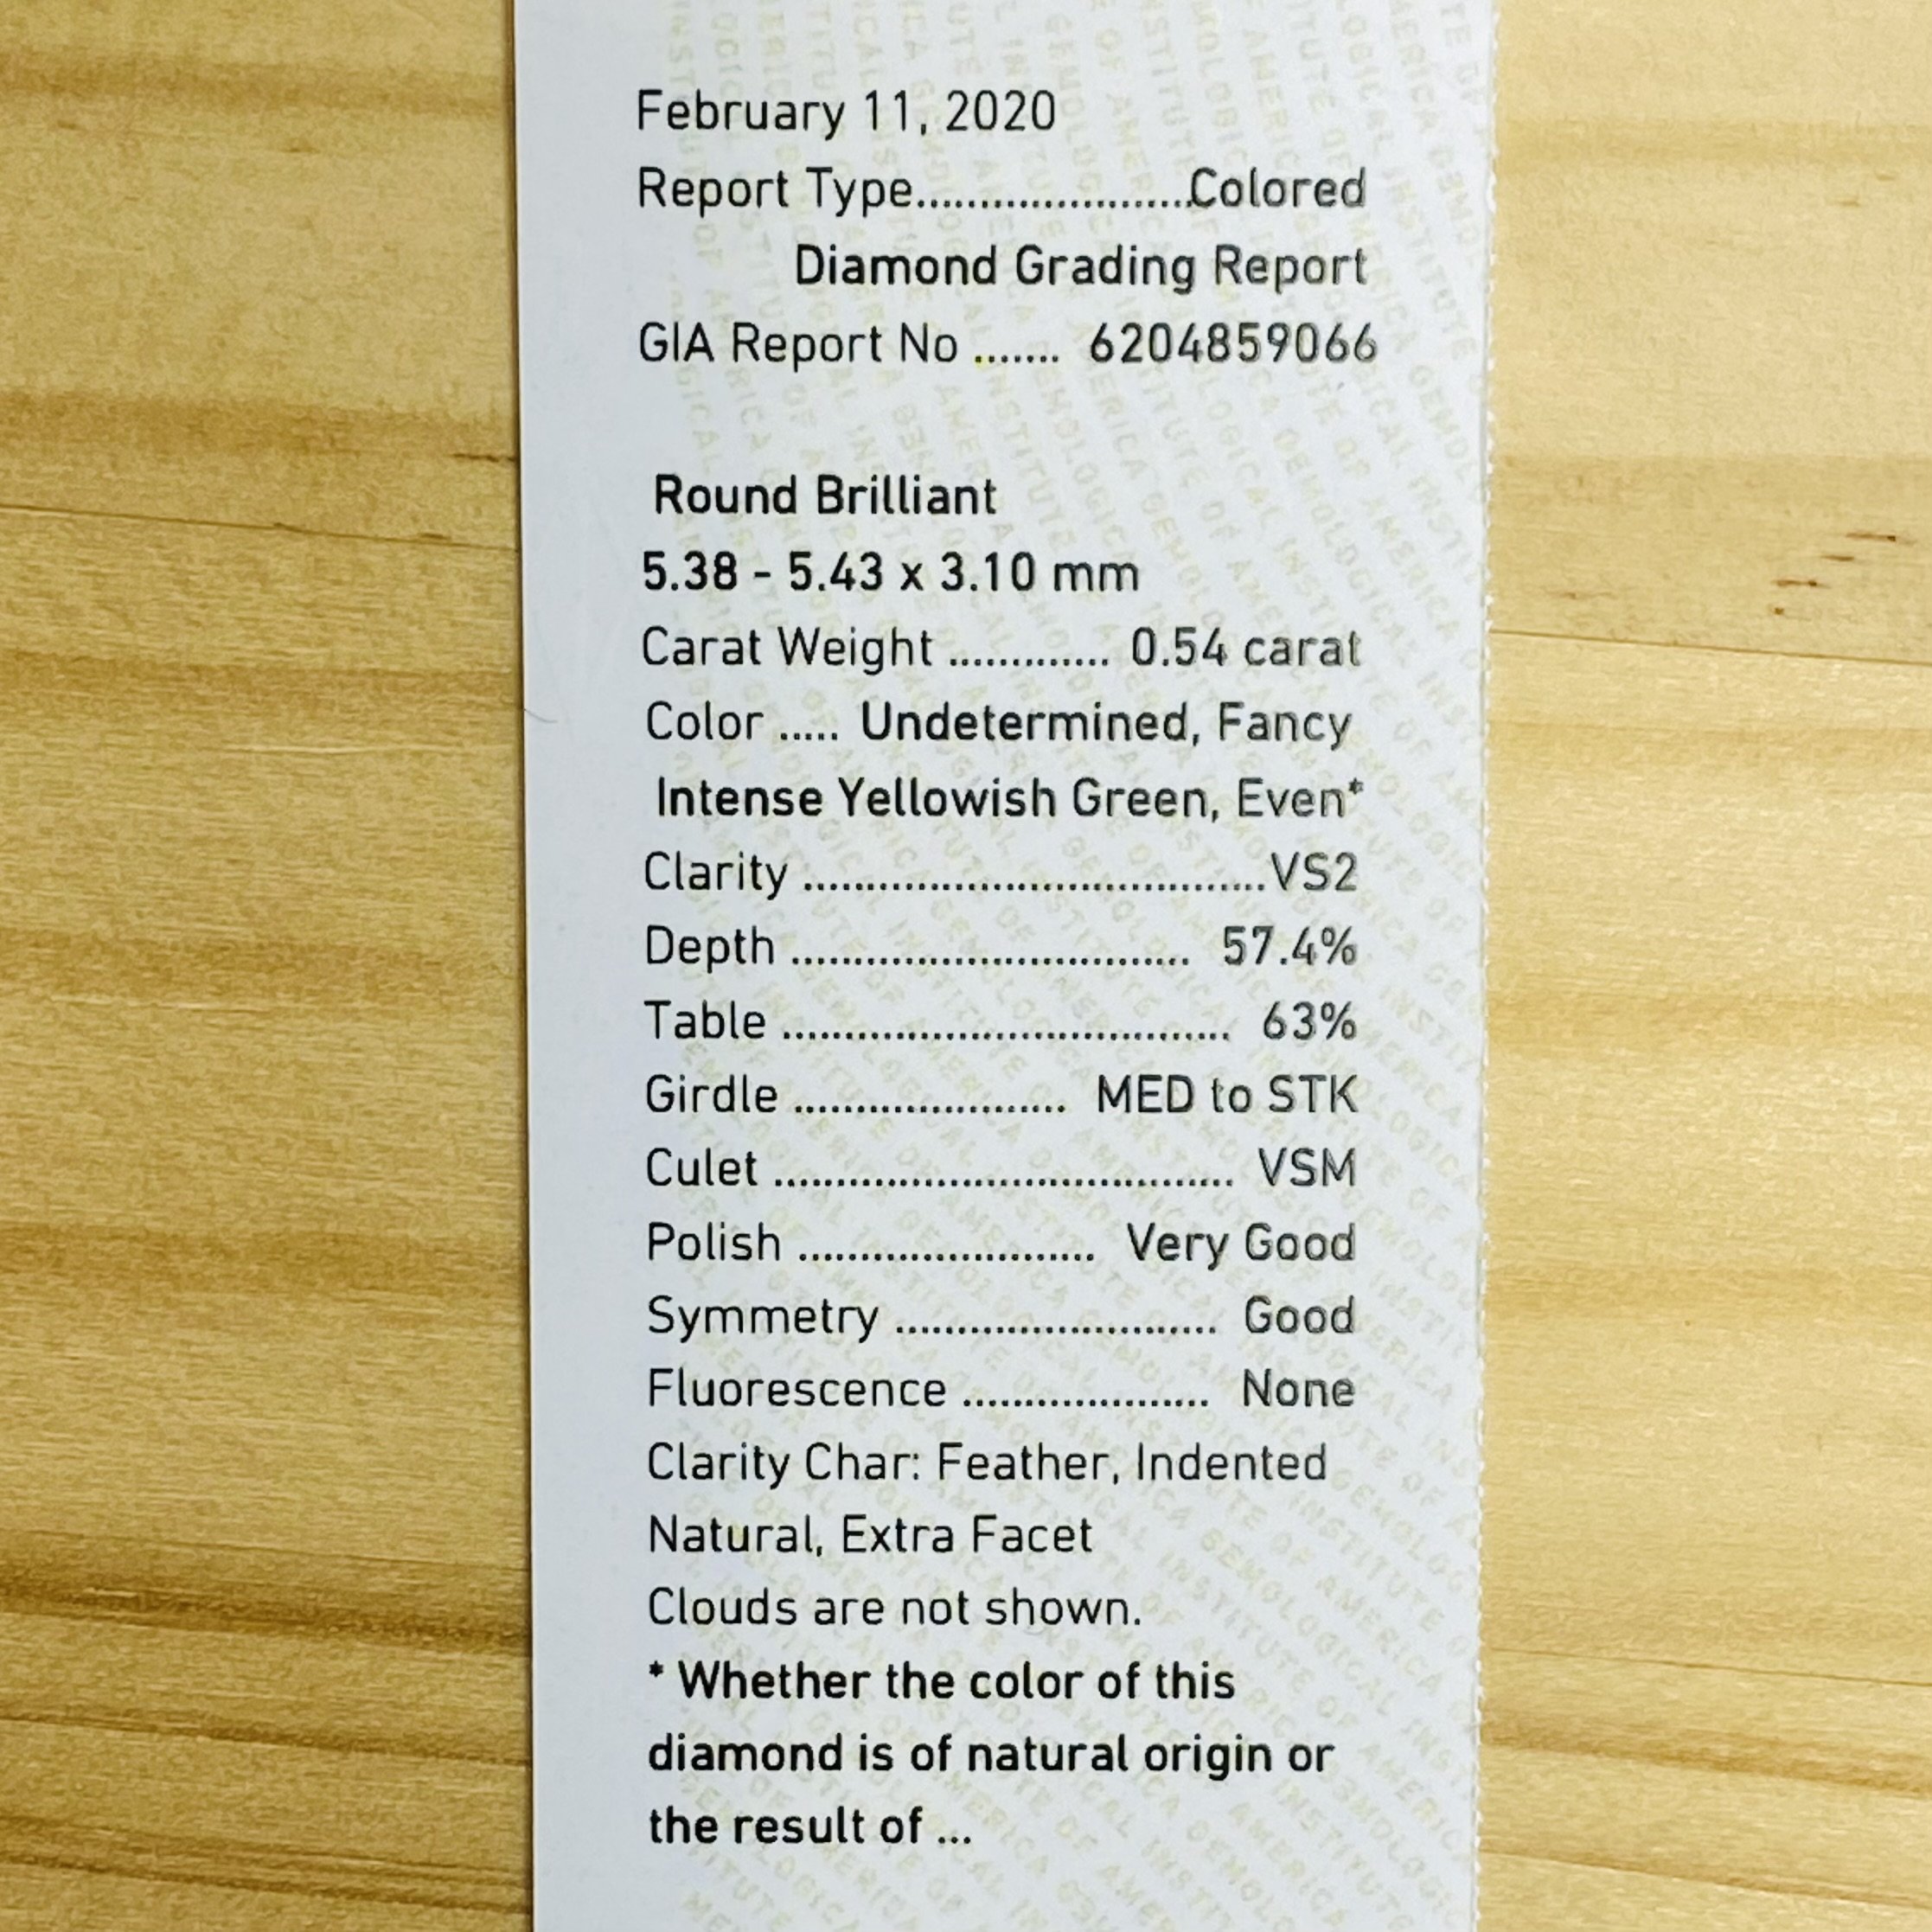 February 11, 2020
Report Type......................Colored
Diamond Grading Report
GIA Report No ....... 6204859066
Round Brilliant
5.38 - 5.43 x 3.10 mm
Carat Weight ............. 0.54 carat
Color ..... Undetermined, Fancy
Intense Yellowish Green, Even*
Clarity .....................................VS2
Depth ................................ 57.4%
Table .................................... 63%
Girdle ...................... MED to STK
Culet ..................................... VSM
Polish ........................ Very Good
Symmetry .......................... Good
Fluorescence .................... None
Clarity Char: Feather, Indented
Natural, Extra Facet
Clouds are not shown.
* Whether the color of this
diamond is of natural origin or
the result of ...